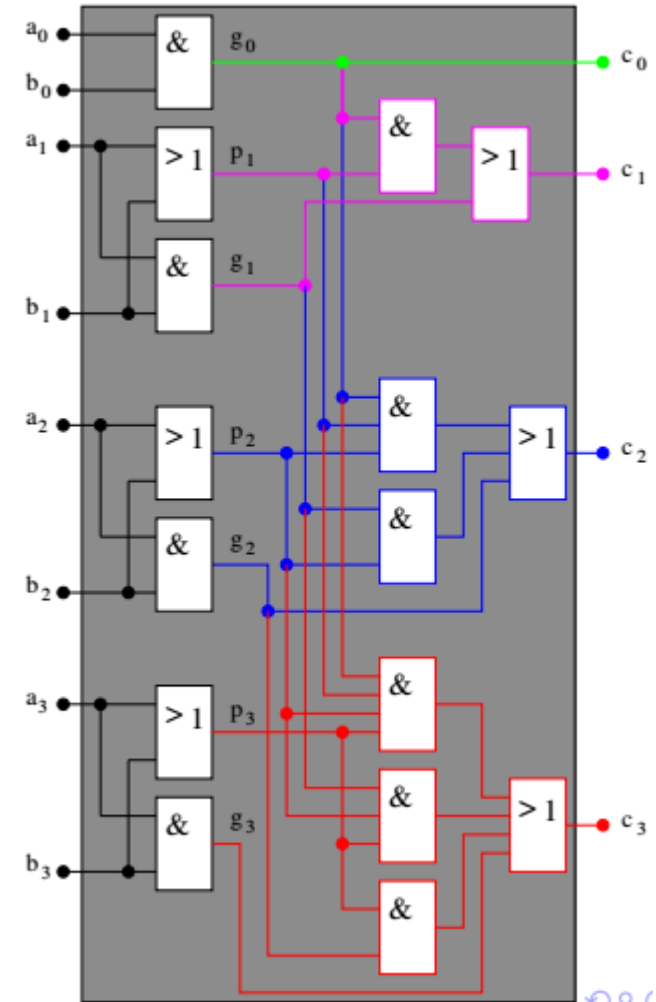 a0 & g0 c0
b0
a1 > 1 p1 & > 1 c1
& g1
b1
a2 > 1 p2 & > 1 c2
& g2 &
b2
a3 > 1 p3 &
& g3 & > 1 c3
b3
&